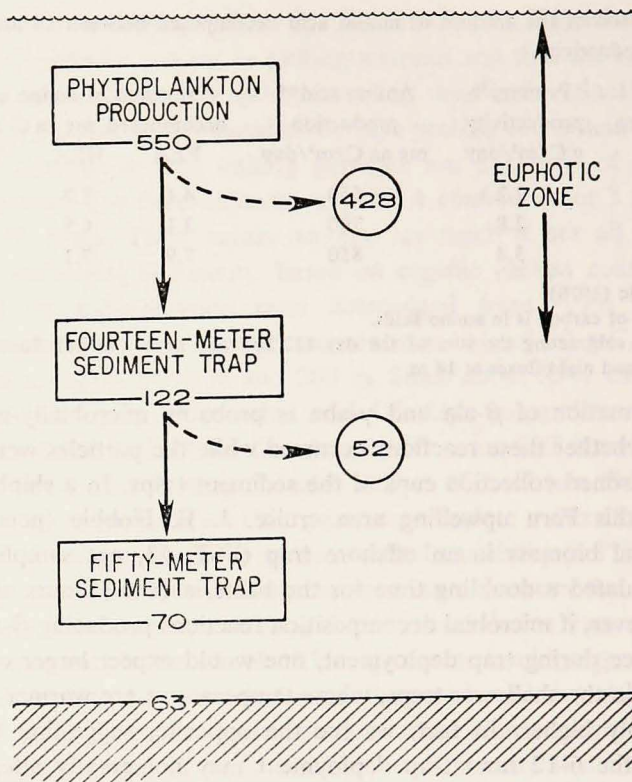 PHYTOPLANKTON
PRODUCTION
550
428
EUPHOTIC
ZONE
FOURTEEN-METER
SEDIMENT TRAP
122
52
FIFTY-METER
SEDIMENT TRAP
70
63